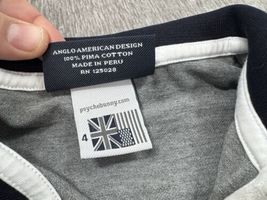 ANGLO AMERICAN DESIGN
100% PIMA COTTON
MADE IN PERU
RN 125028
psychobunny.com
4